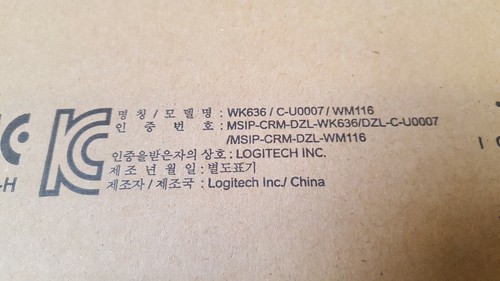 명칭 / 모델명 : WK636 / C-U0007 / WM116
인증번호 : MSIP-CRM-DZL-WK636/DZL-C-U0007
/MSIP-CRM-DZL-WM116
인증을받은자의 상호 : LOGITECH INC.
제조년월일 : 별도표기
제조자 / 제조국 : Logitech Inc./ China
-H